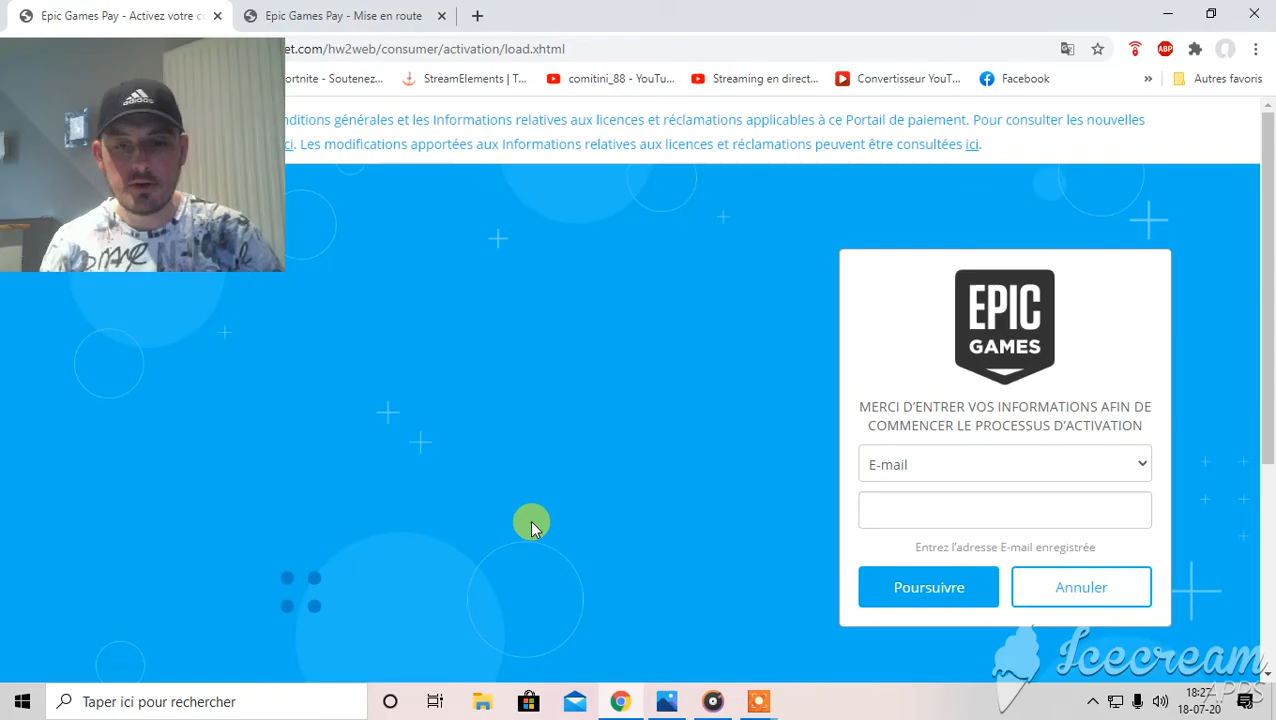 Epic Games Pay - Activez votre c
Epic Games Pay - Mise en route
et.com/hw2web/consumer/activation/load.xhtml
ortnite - Soutenez...
StreamElements | T...
comitini_88 - YouTu...
Streaming en direct...
Convertisseur YouT...
Facebook
»
Autres favoris
ABP
nditions générales et les Informations relatives aux licences et réclamations applicables à ce Portail de paiement. Pour consulter les nouvelles
ci. Les modifications apportées aux Informations relatives aux licences et réclamations peuvent être consultées ici.
adidas
EPIC
GAMES
MERCI D'ENTRER VOS INFORMATIONS AFIN DE
COMMENCER LE PROCESSUS D'ACTIVATION
E-mail
Entrez l'adresse E-mail enregistrée
Poursuivre
Annuler
Icecream
APPS
Taper ici pour rechercher
18:27
18-07-20